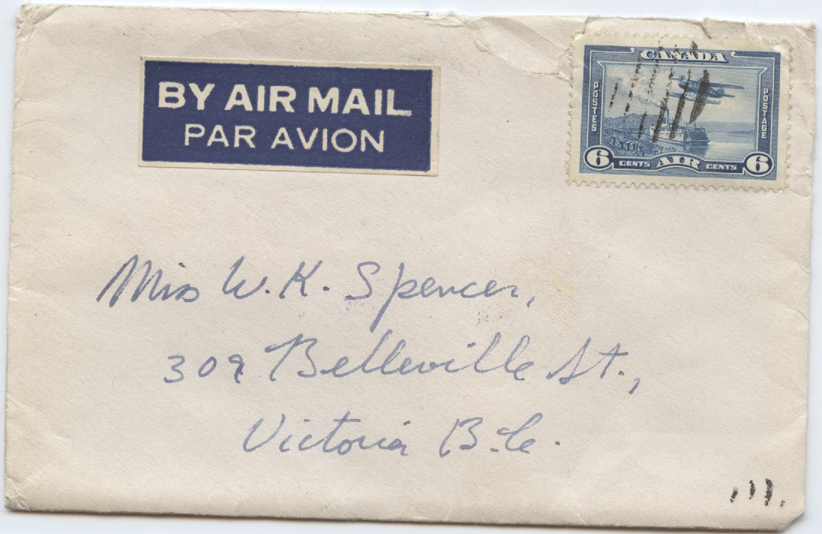 BY AIR MAIL
PAR AVION
CANADA
POSTES
POSTAGE
6 CENTS AIR CENTS 6
Miss W. K. Spencer,
309 Belleville St.,
Victoria B.C.